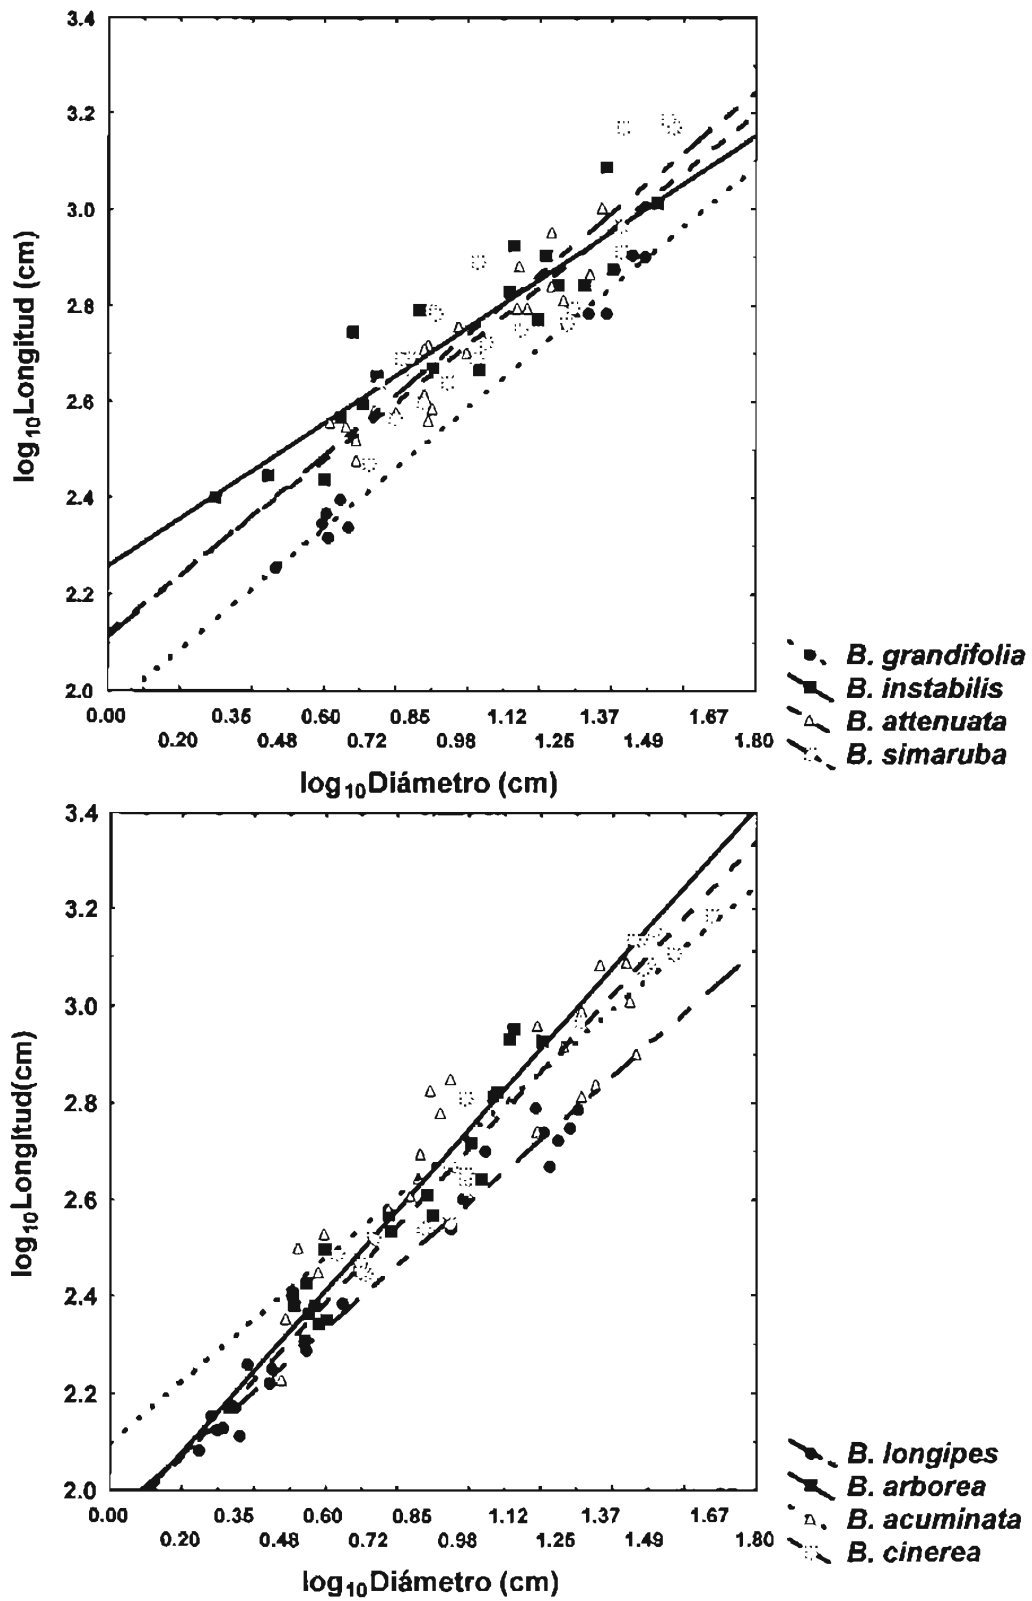 3.4
3.2
3.0
2.8
2.6
2.4
2.2
2.0
log10Longitud (cm)
0.00 0.35 0.60 0.85 1.12 1.37 1.67
0.20 0.48 0.72 0.98 1.25 1.49 1.80
log10Diámetro (cm)
B. grandifolia
B. instabilis
B. attenuata
B. simaruba
3.4
3.2
3.0
2.8
2.6
2.4
2.2
2.0
log10Longitud(cm)
0.00 0.35 0.60 0.85 1.12 1.37 1.67
0.20 0.48 0.72 0.98 1.25 1.49 1.80
log10Diámetro (cm)
B. longipes
B. arborea
B. acuminata
B. cinerea